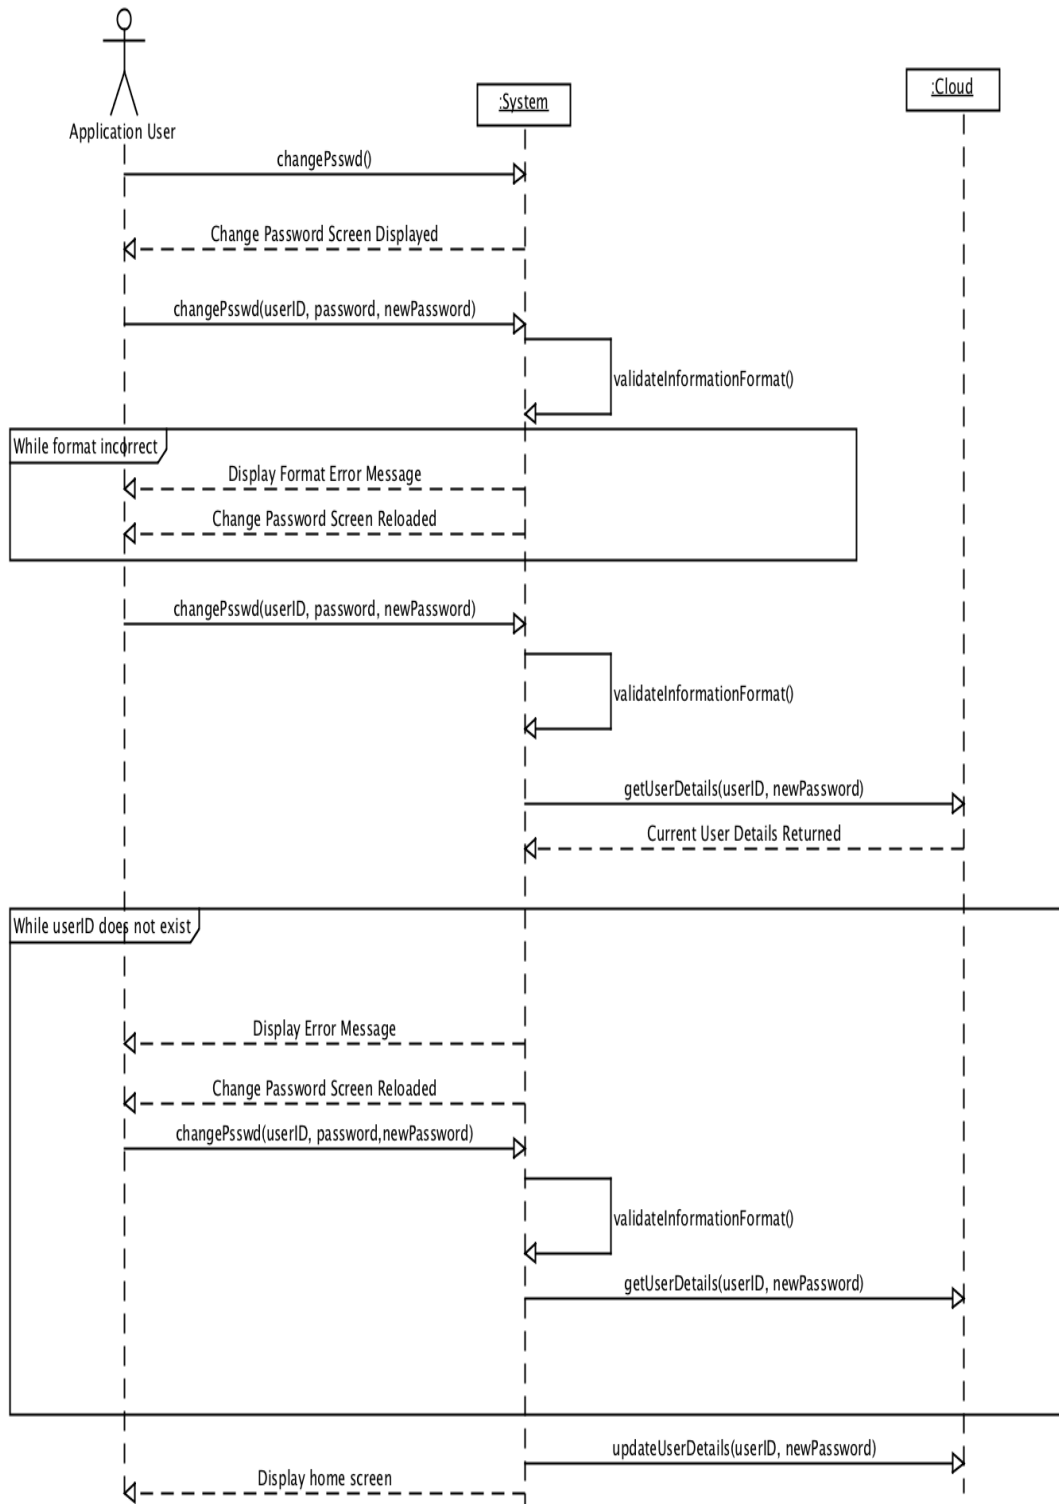 :Cloud
:System
Application User
changePsswd()
Change Password Screen Displayed
changePsswd(userID, password, newPassword)
validateInformationFormat()
While format incorrect
Display Format Error Message
Change Password Screen Reloaded
changePsswd(userID, password, newPassword)
validateInformationFormat()
getUserDetails(userID, newPassword)
Current User Details Returned
While userID does not exist
Display Error Message
Change Password Screen Reloaded
changePsswd(userID, password,newPassword)
validateInformationFormat()
getUserDetails(userID, newPassword)
updateUserDetails(userID, newPassword)
Display home screen